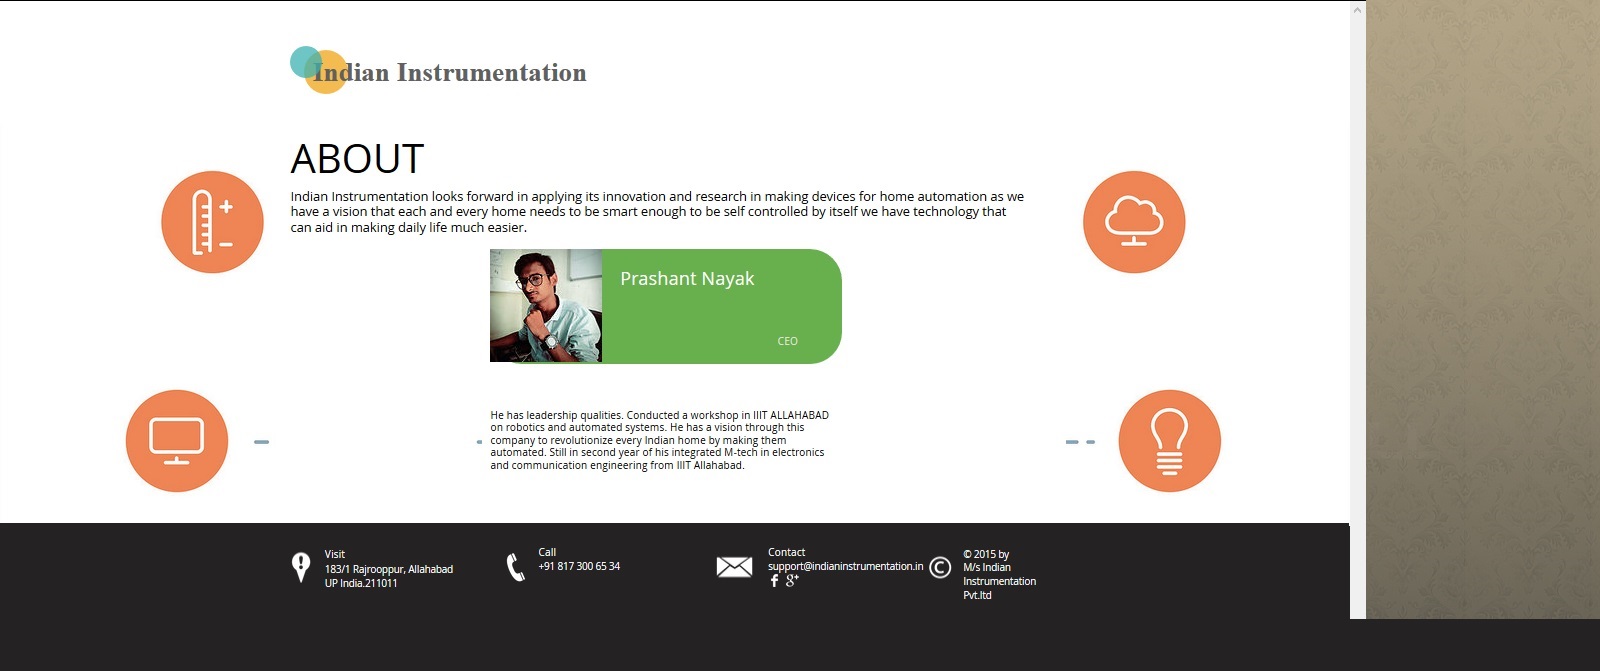 Indian Instrumentation
ABOUT
Indian Instrumentation looks forward in applying its innovation and research in making devices for home automation as we
have a vision that each and every home needs to be smart enough to be self controlled by itself we have technology that
can aid in making daily life much easier.
Prashant Nayak
CEO
He has leadership qualities. Conducted a workshop in IIIT ALLAHABAD
on robotics and automated systems. He has a vision through this
company to revolutionize every Indian home by making them
automated. Still in second year of his integrated M-tech in electronics
and communication engineering from IIIT Allahabad.
Visit
183/1 Rajrooppur, Allahabad
UP India.211011
Call
+91 817 300 65 34
Contact
support@indianinstrumentation.in
© 2015 by
M/s Indian
Instrumentation
Pvt.ltd